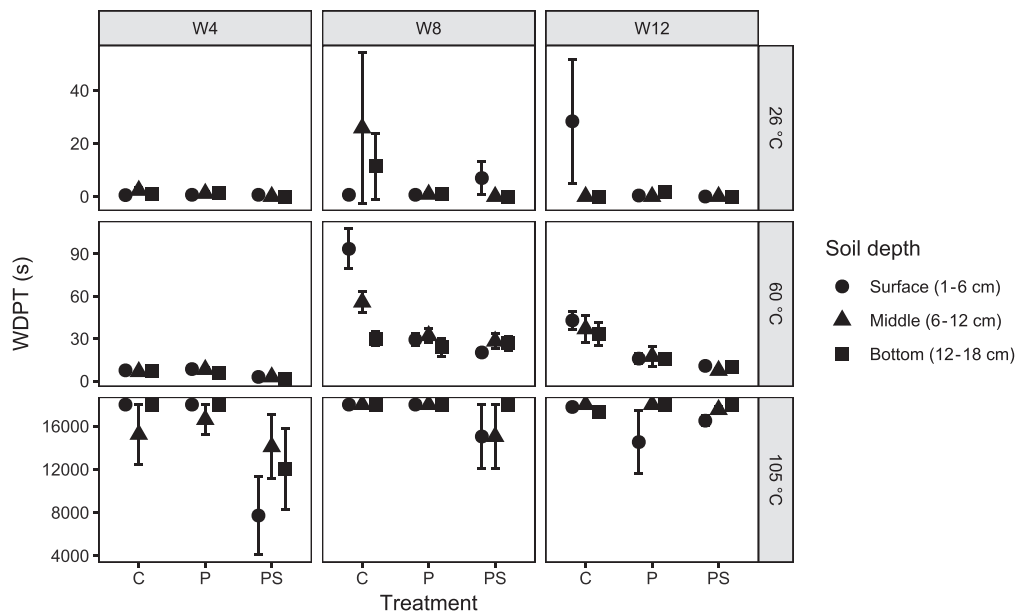 W4 W8 W12
40
20
0
26 °C
90
60
30
0
60 °C
16000
12000
8000
4000
105 °C
WDPT (s)
C P PS C P PS C P PS
Treatment
Soil depth
Surface (1-6 cm)
Middle (6-12 cm)
Bottom (12-18 cm)